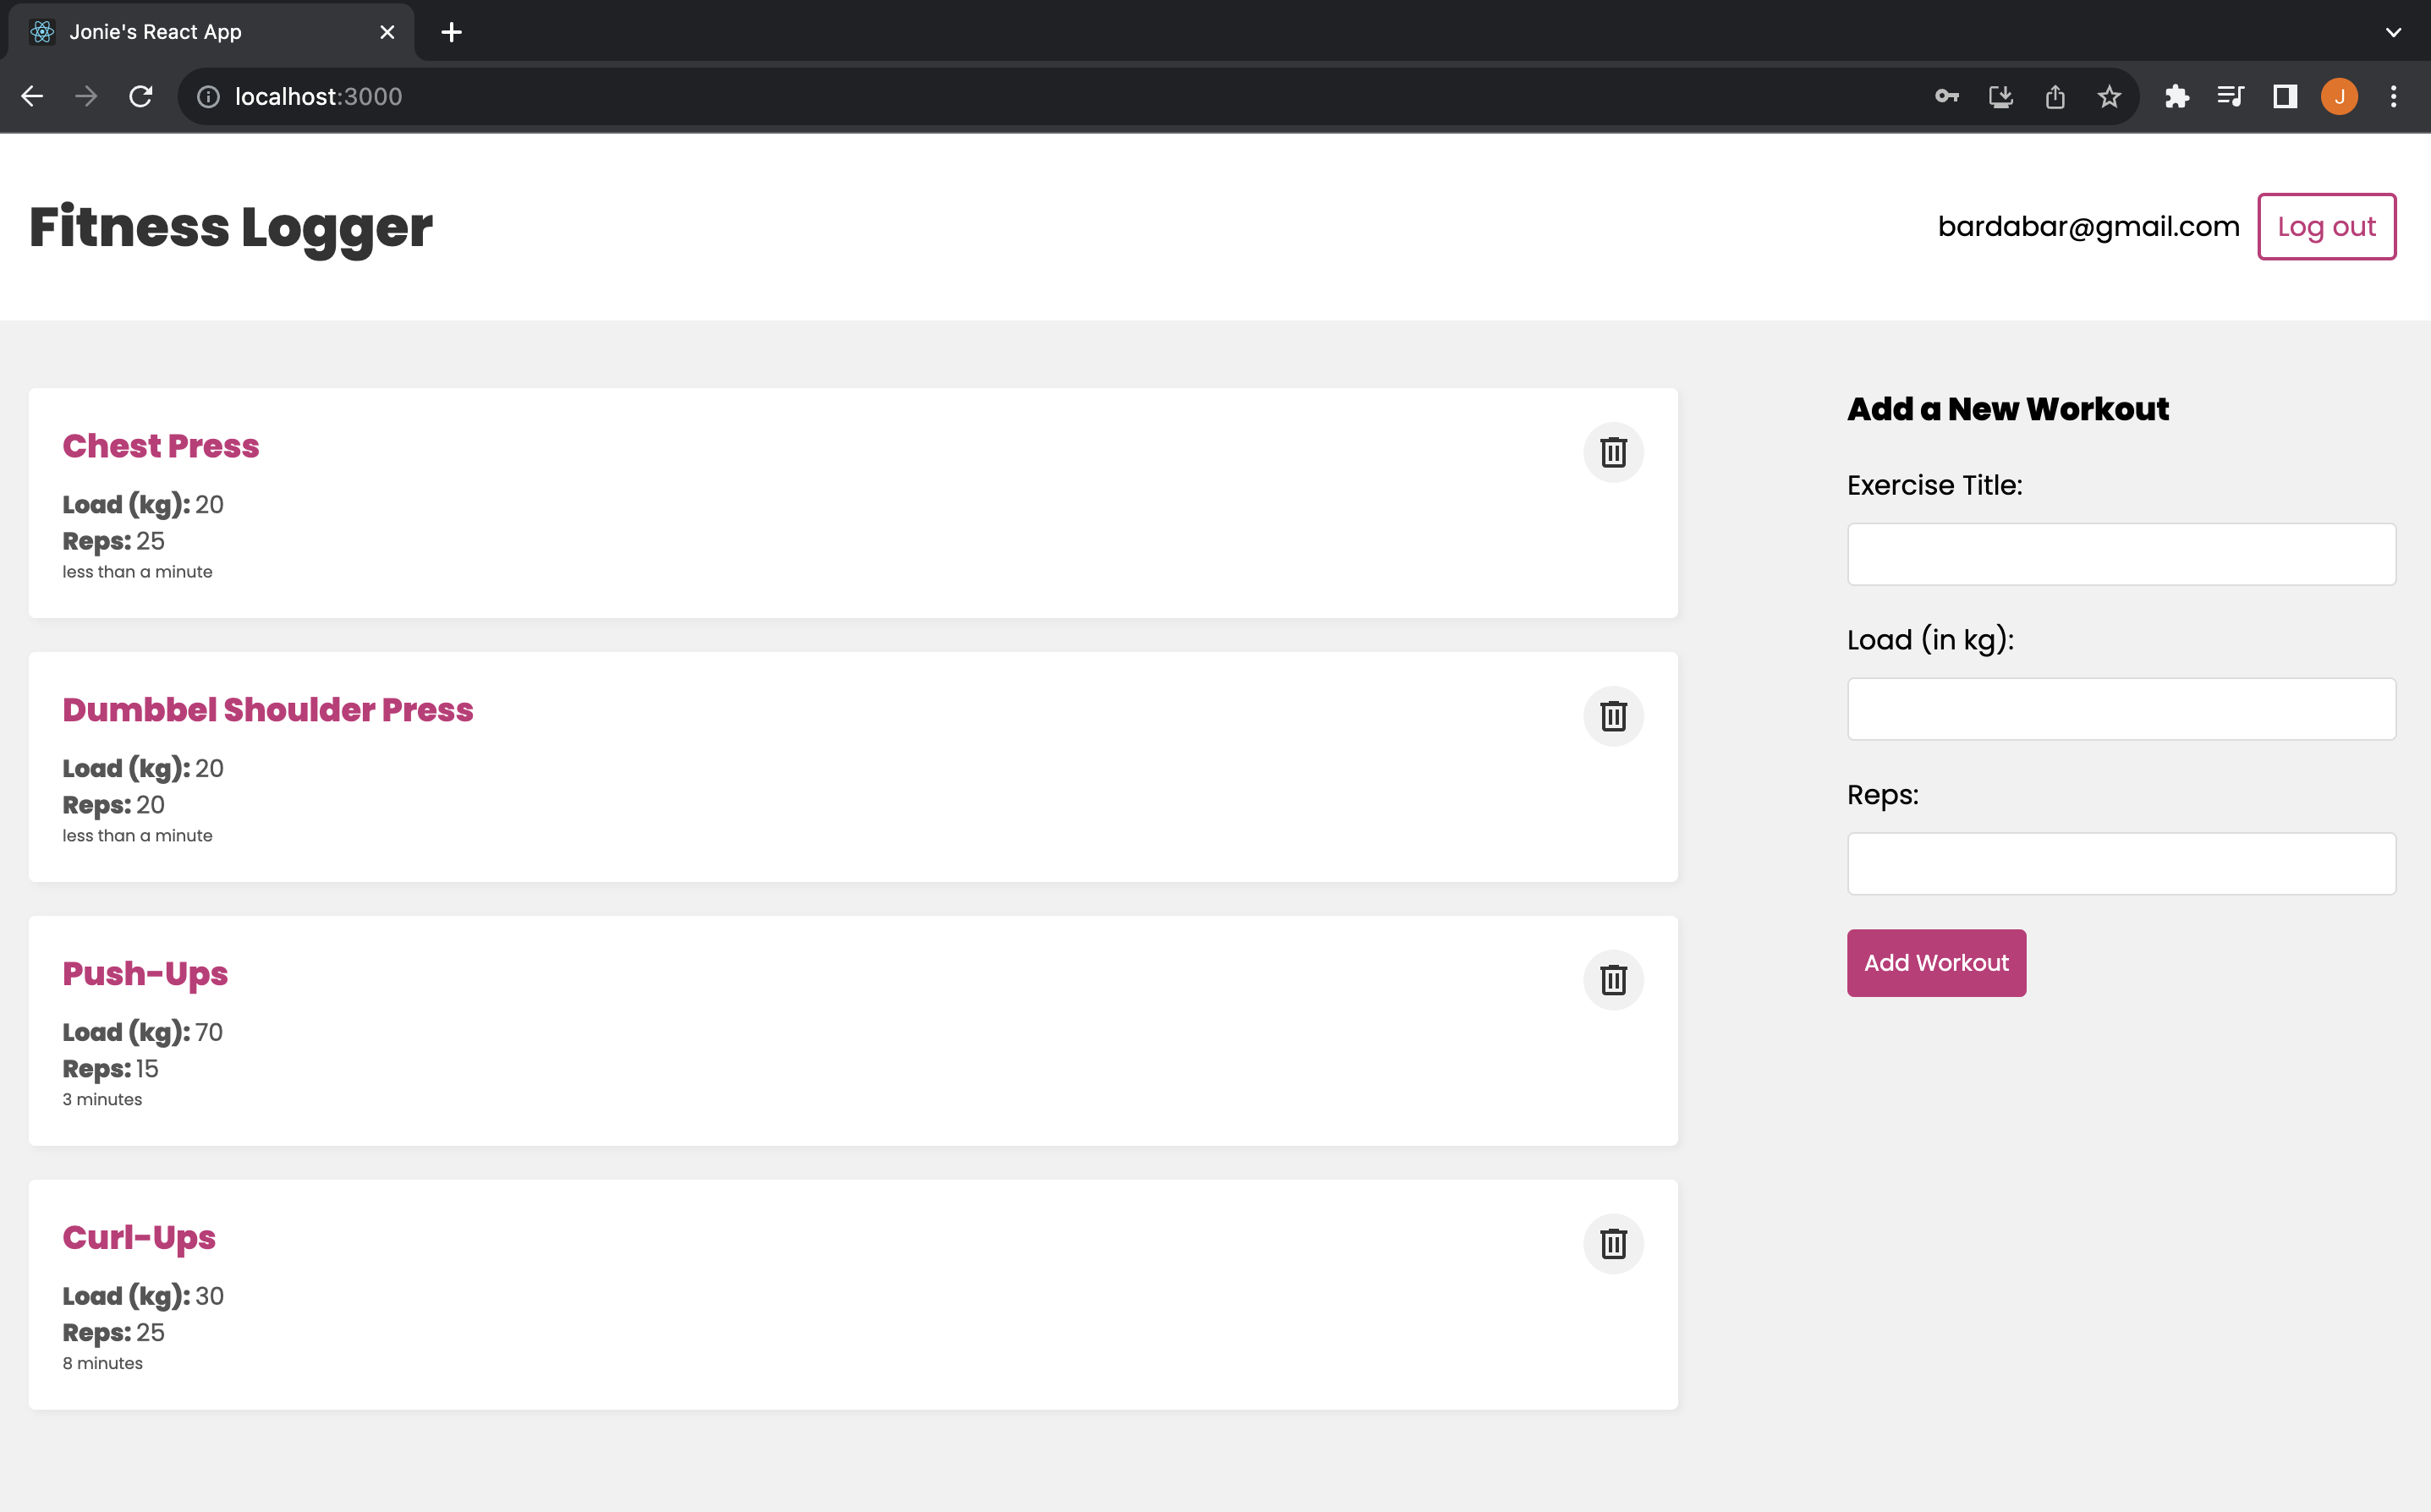 Jonie's React App
localhost:3000
J
Fitness Logger
bardabar@gmail.com
Log out
Chest Press
Load (kg): 20
Reps: 25
less than a minute
Dumbbel Shoulder Press
Load (kg): 20
Reps: 20
less than a minute
Push-Ups
Load (kg): 70
Reps: 15
3 minutes
Curl-Ups
Load (kg): 30
Reps: 25
8 minutes
Add a New Workout
Exercise Title:
Load (in kg):
Reps:
Add Workout